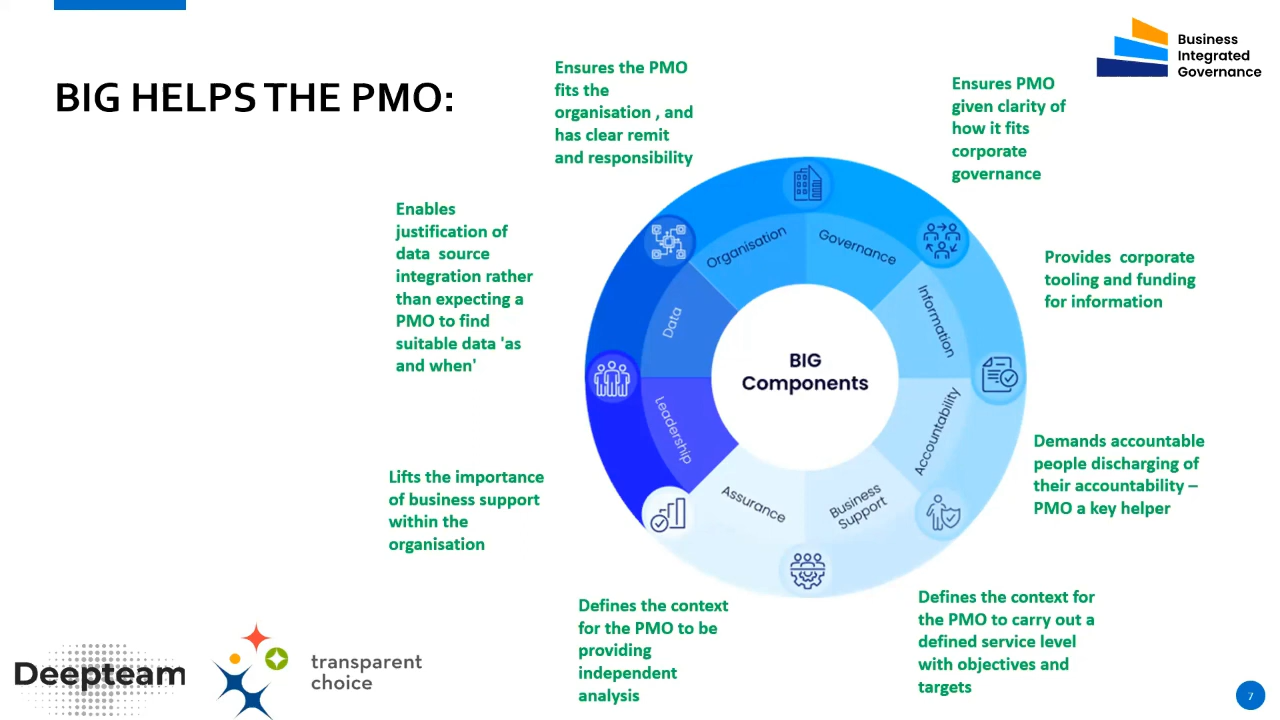 Business
Integrated
Governance
BIG HELPS THE PMO:
Ensures the PMO
fits the
organisation , and
has clear remit
and responsibility
Ensures PMO
given clarity of
how it fits
corporate
governance
Enables
justification of
data source
integration rather
than expecting a
PMO to find
suitable data 'as
and when'
Provides corporate
tooling and funding
for information
Organisation
Governance
Data
Information
BIG
Components
Leadership
Accountability
Assurance
Business
Support
Lifts the importance
of business support
within the
organisation
Demands accountable
people discharging of
their accountability –
PMO a key helper
Defines the context
for the PMO to be
providing
independent
analysis
Defines the context for
the PMO to carry out a
defined service level
with objectives and
targets
Deepteam
transparent
choice
7